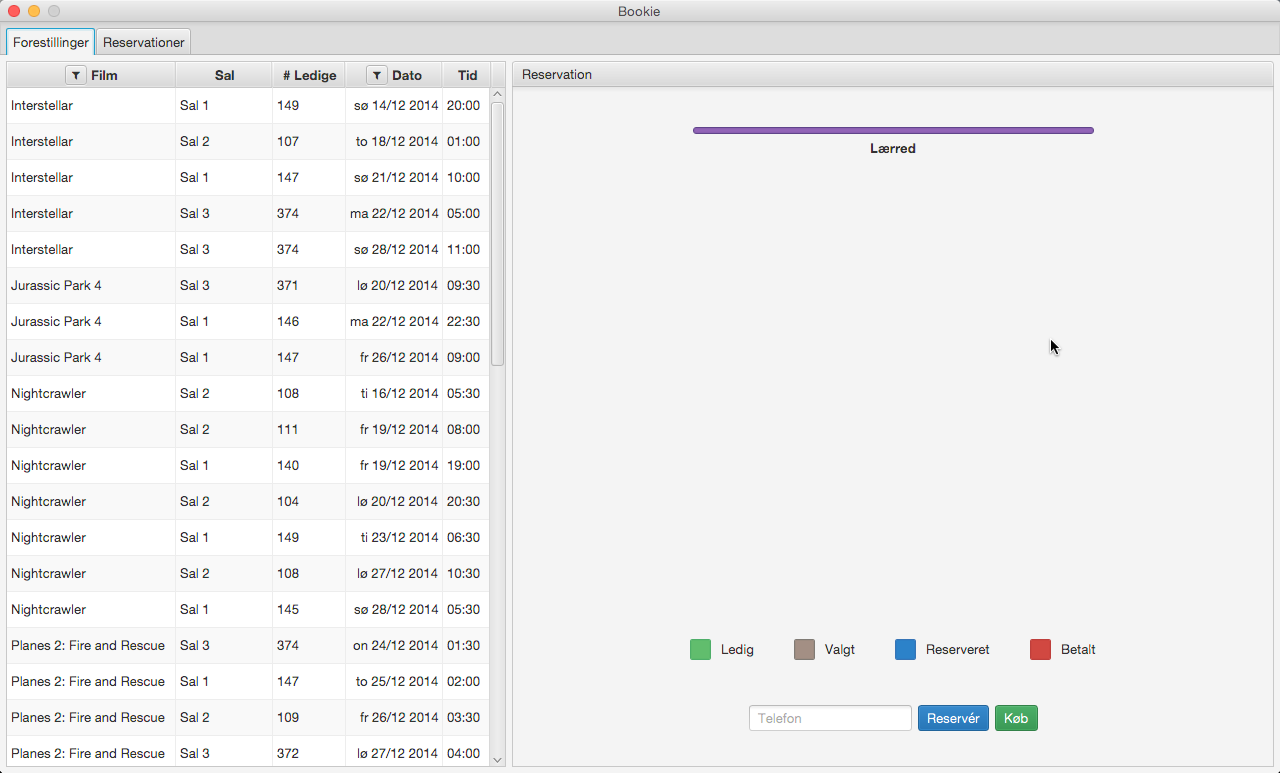 Bookie
Forestillinger Reservationer
Film Sal # Ledige Dato Tid
Interstellar Sal 1 149 sø 14/12 2014 20:00
Interstellar Sal 2 107 to 18/12 2014 01:00
Interstellar Sal 1 147 sø 21/12 2014 10:00
Interstellar Sal 3 374 ma 22/12 2014 05:00
Interstellar Sal 3 374 sø 28/12 2014 11:00
Jurassic Park 4 Sal 3 371 lø 20/12 2014 09:30
Jurassic Park 4 Sal 1 146 ma 22/12 2014 22:30
Jurassic Park 4 Sal 1 147 fr 26/12 2014 09:00
Nightcrawler Sal 2 108 ti 16/12 2014 05:30
Nightcrawler Sal 2 111 fr 19/12 2014 08:00
Nightcrawler Sal 1 140 fr 19/12 2014 19:00
Nightcrawler Sal 2 104 lø 20/12 2014 20:30
Nightcrawler Sal 1 149 ti 23/12 2014 06:30
Nightcrawler Sal 2 108 lø 27/12 2014 10:30
Nightcrawler Sal 1 145 sø 28/12 2014 05:30
Planes 2: Fire and Rescue Sal 3 374 on 24/12 2014 01:30
Planes 2: Fire and Rescue Sal 1 147 to 25/12 2014 02:00
Planes 2: Fire and Rescue Sal 2 109 fr 26/12 2014 03:30
Planes 2: Fire and Rescue Sal 3 372 lø 27/12 2014 04:00
Reservation
Lærred
Ledig Valgt Reserveret Betalt
Telefon Reservér Køb